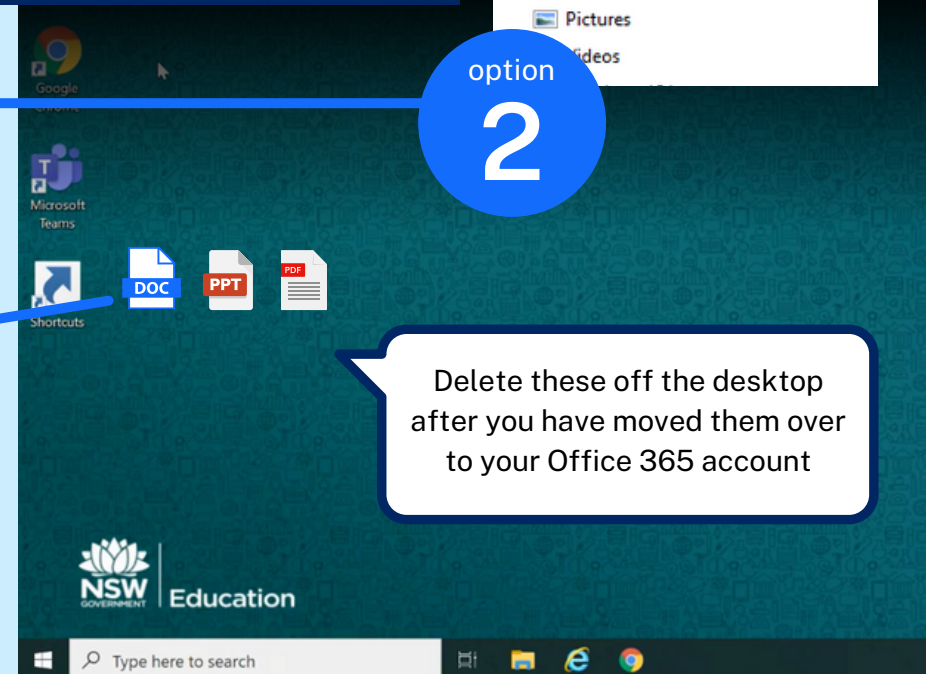 Pictures
option
2
Google
Chrome
T
Microsoft
Teams
DOC
PPT
PDF
Shortcuts
Delete these off the desktop
after you have moved them over
to your Office 365 account
NSW
GOVERNMENT
Education
Type here to search